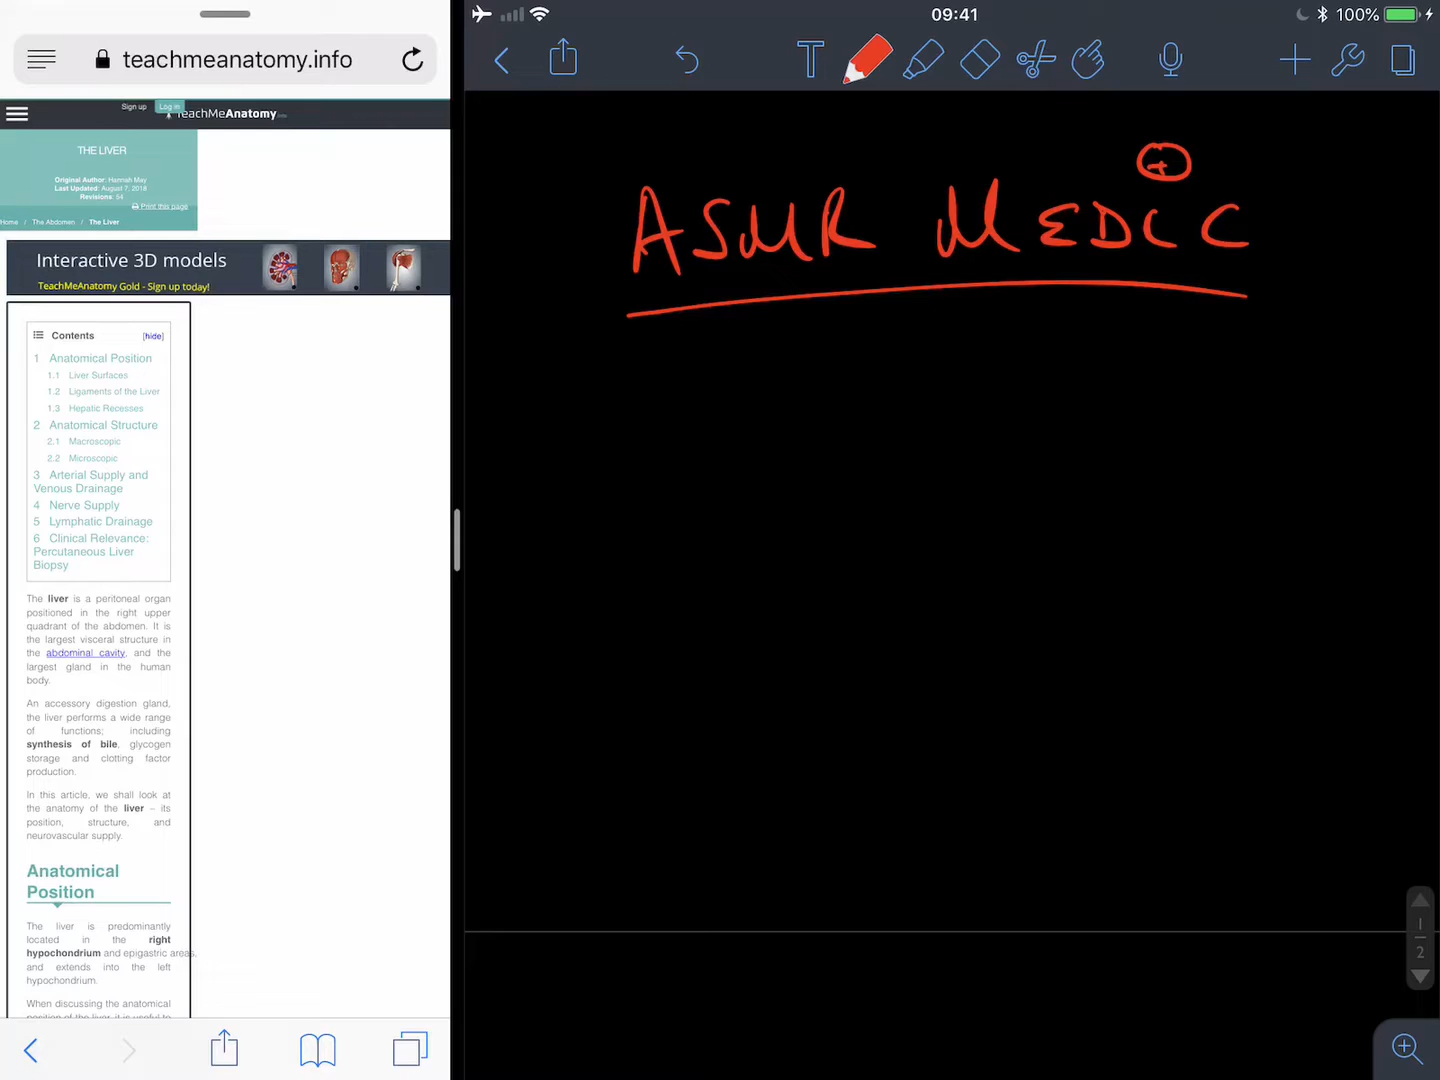 09:41
100%
teachmeanatomy.info
Sign up
Log in
TeachMeAnatomy
THE LIVER
Original Author: Hannah May
Last Updated: August 7, 2018
Revisions: 54
Print this page
Home / The Abdomen / The Liver
Interactive 3D models
TeachMeAnatomy Gold - Sign up today!
Contents [hide]
1 Anatomical Position
1.1 Liver Surfaces
1.2 Ligaments of the Liver
1.3 Hepatic Recesses
2 Anatomical Structure
2.1 Macroscopic
2.2 Microscopic
3 Arterial Supply and
Venous Drainage
4 Nerve Supply
5 Lymphatic Drainage
6 Clinical Relevance:
Percutaneous Liver
Biopsy
The liver is a peritoneal organ
positioned in the right upper
quadrant of the abdomen. It is
the largest visceral structure in
the abdominal cavity, and the
largest gland in the human
body.
An accessory digestion gland,
the liver performs a wide range
of functions; including
synthesis of bile, glycogen
storage and clotting factor
production.
In this article, we shall look at
the anatomy of the liver – its
position, structure, and
neurovascular supply.
Anatomical
Position
The liver is predominantly
located in the right
hypochondrium and epigastric areas,
and extends into the left
hypochondrium.
When discussing the anatomical
position of the liver, it is useful to
T
ASMR MEDIC
1
2